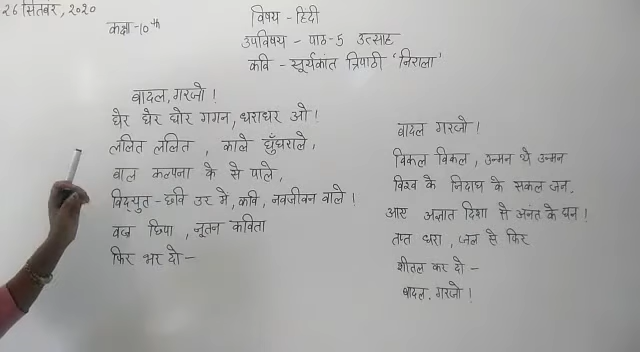 26 सितंबर, 2020
कक्षा-10th
विषय - हिंदी
उपविषय - पाठ-5 उत्साह
कवि - सूर्यकांत त्रिपाठी 'निराला'
बादल, गरजो !
घेर घेर घोर गगन, धराधर ओ !
ललित ललित , काले घुँघराले,
बाल कल्पना के से पाले,
विद्युत - छवि उर में, कवि, नवजीवन वाले !
वज्र छिपा , नूतन कविता
फिर भर दो -
बादल गरजो !
विकल विकल , उन्मन थे उन्मन
विश्व के निदाघ के सकल जन,
आए अज्ञात दिशा से अनंत के घन !
तप्त धरा , जल से फिर
शीतल कर दो -
बादल, गरजो !